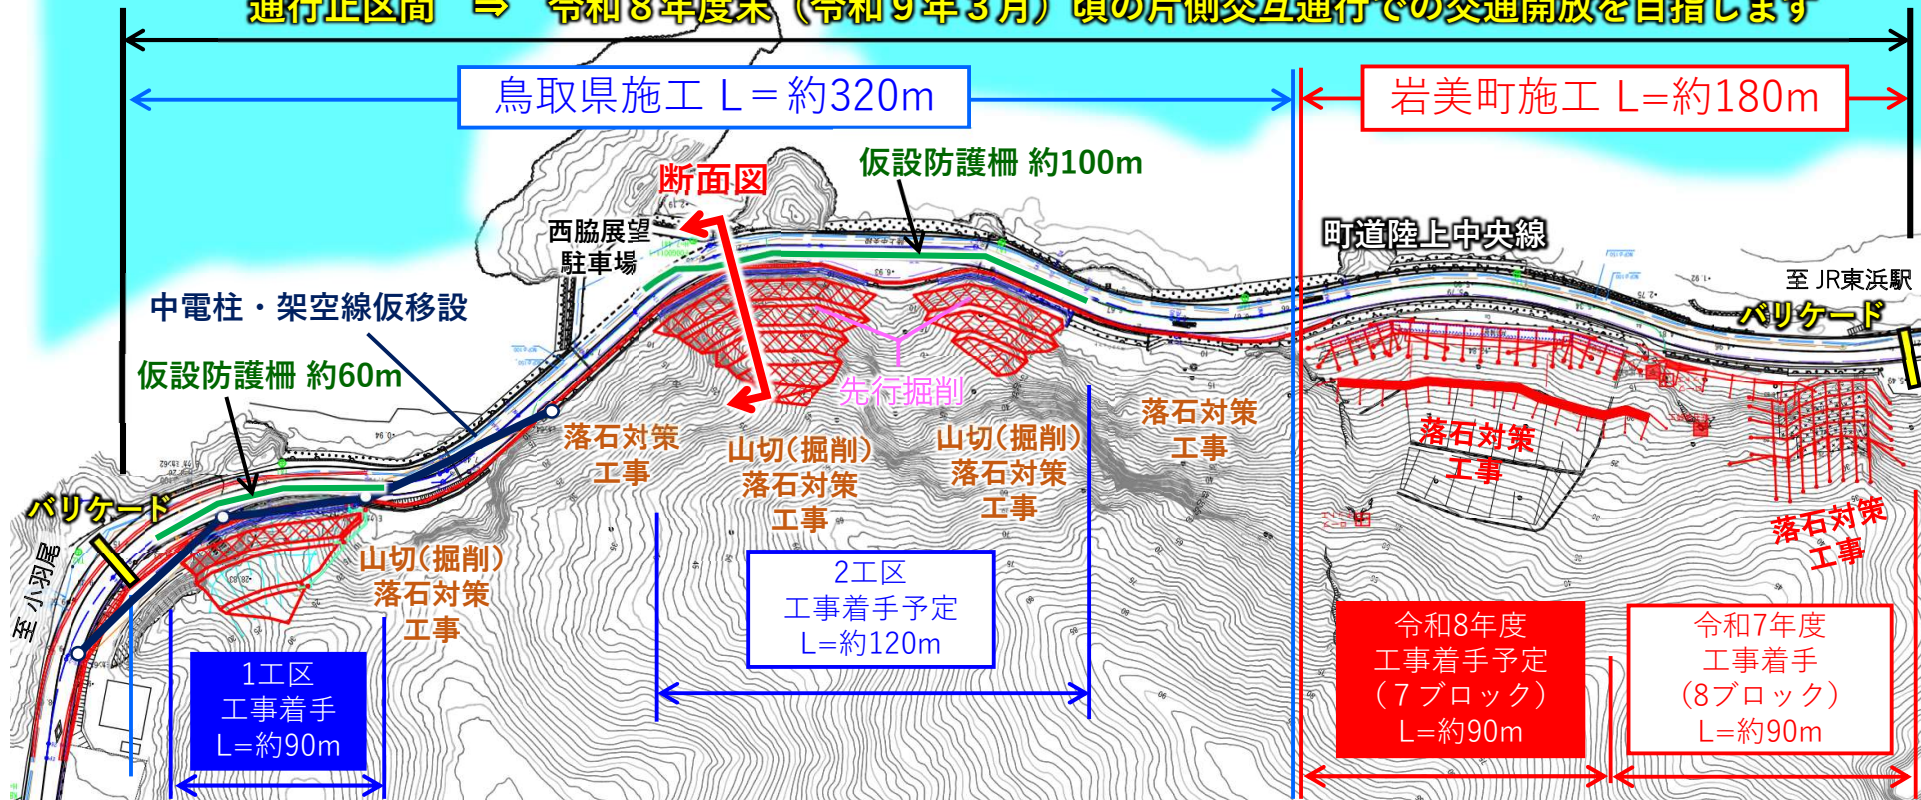 通行止区間 ⇒ 令和８年度末（令和９年３月）頃の片側交互通行での交通開放を目指します
鳥取県施工 L＝約320m
岩美町施工 L=約180m
仮設防護柵 約100m
断面図
西脇展望
駐車場
町道陸上中央線
至 JR東浜駅
バリケード
中電柱・架空線仮移設
仮設防護柵 約60m
先行掘削
落石対策
工事
山切(掘削)
落石対策
工事
山切(掘削)
落石対策
工事
落石対策
工事
落石対策
工事
落石対策
工事
バリケード
至 小羽尾
山切(掘削)
落石対策
工事
1工区
工事着手
L=約90m
2工区
工事着手予定
L=約120m
令和8年度
工事着手予定
（７ブロック）
L=約90m
令和7年度
工事着手
（8ブロック）
L=約90m